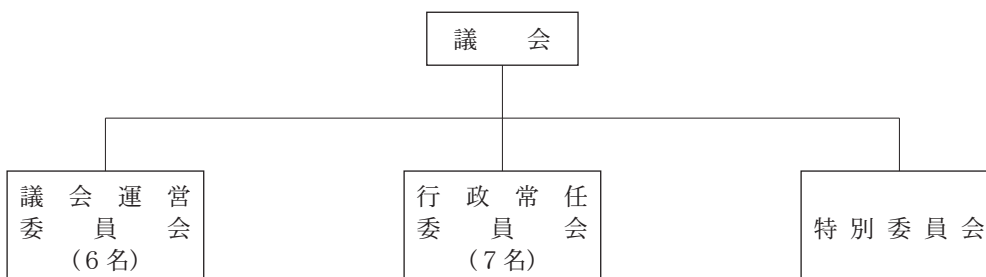 議会
議会運営
委員会
(6名)
行政常任
委員会
(7名)
特別委員会